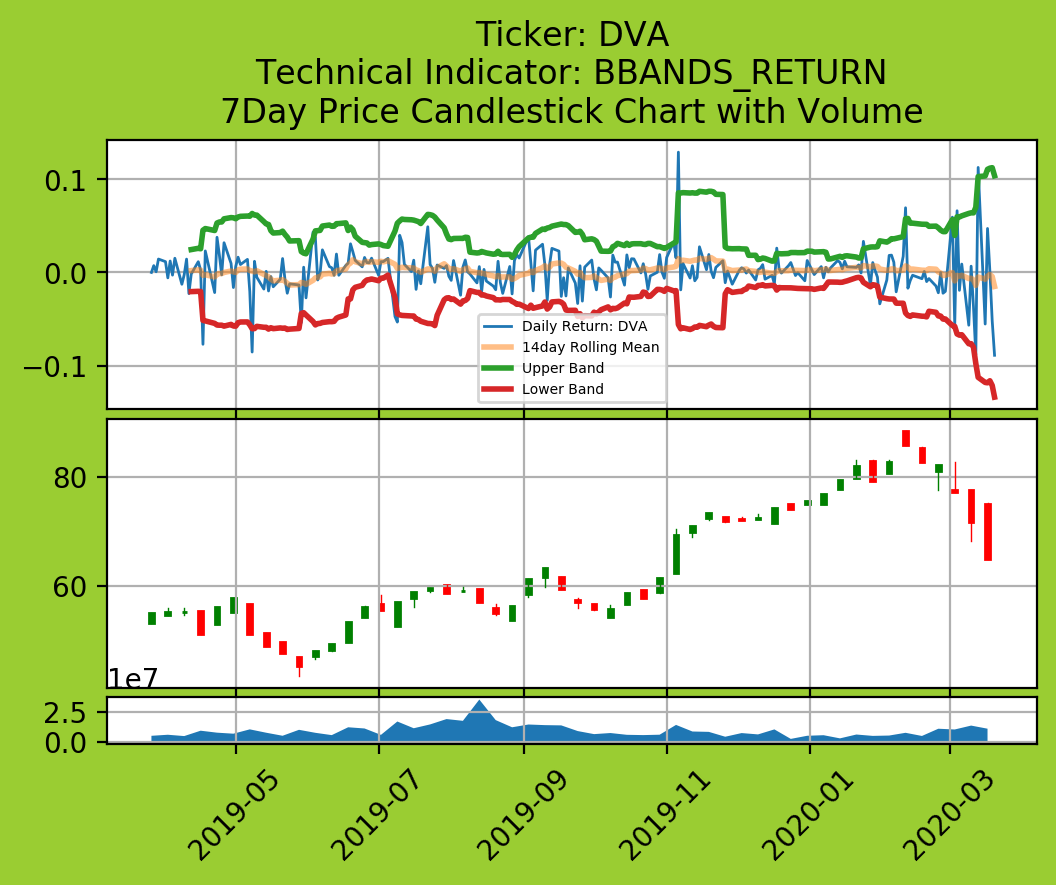 Ticker: DVA
Technical Indicator: BBANDS_RETURN
7Day Price Candlestick Chart with Volume
0.1
0.0
−0.1
Daily Return: DVA
14day Rolling Mean
Upper Band
Lower Band
80
60
1e7
2.5
0.0
2019-05
2019-07
2019-09
2019-11
2020-01
2020-03